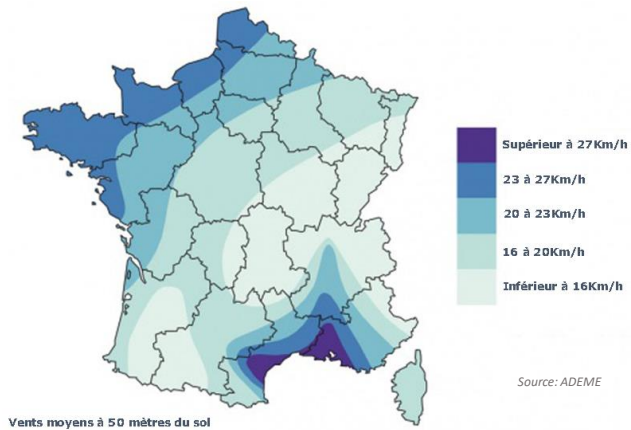 Supérieur à 27Km/h
23 à 27Km/h
20 à 23Km/h
16 à 20Km/h
Inférieur à 16Km/h
Source: ADEME
Vents moyens à 50 mètres du sol